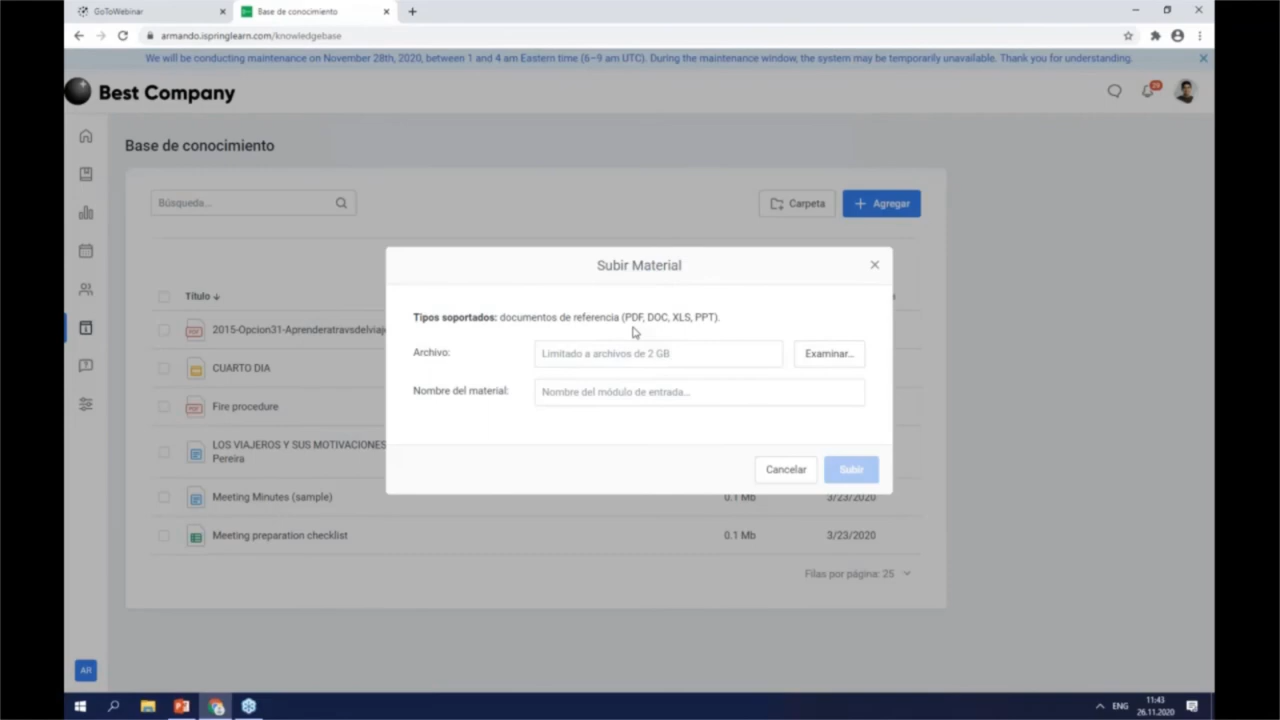 GoToWebinar
Base de conocimiento
armando.ispringlearn.com/knowledgebase
We will be conducting maintenance on November 28th, 2020, between 1 and 4 am Eastern time (6–9 am UTC). During the maintenance window, the system may be temporarily unavailable. Thank you for understanding.
Best Company
Base de conocimiento
Búsqueda...
Carpeta
+ Agregar
Subir Material
Tipos soportados: documentos de referencia (PDF, DOC, XLS, PPT).
Archivo:
Limitado a archivos de 2 GB
Examinar...
Nombre del material:
Nombre del módulo de entrada...
Cancelar
Subir
Título
PDF
2015-Opcion31-Aprenderatravsdelviaje
CUARTO DIA
PDF
Fire procedure
LOS VIAJEROS Y SUS MOTIVACIONES
Pereira
Meeting Minutes (sample)
0.1 Mb
3/23/2020
Meeting preparation checklist
0.1 Mb
3/23/2020
Filas por página: 25
AR
ENG
11:43
26.11.2020